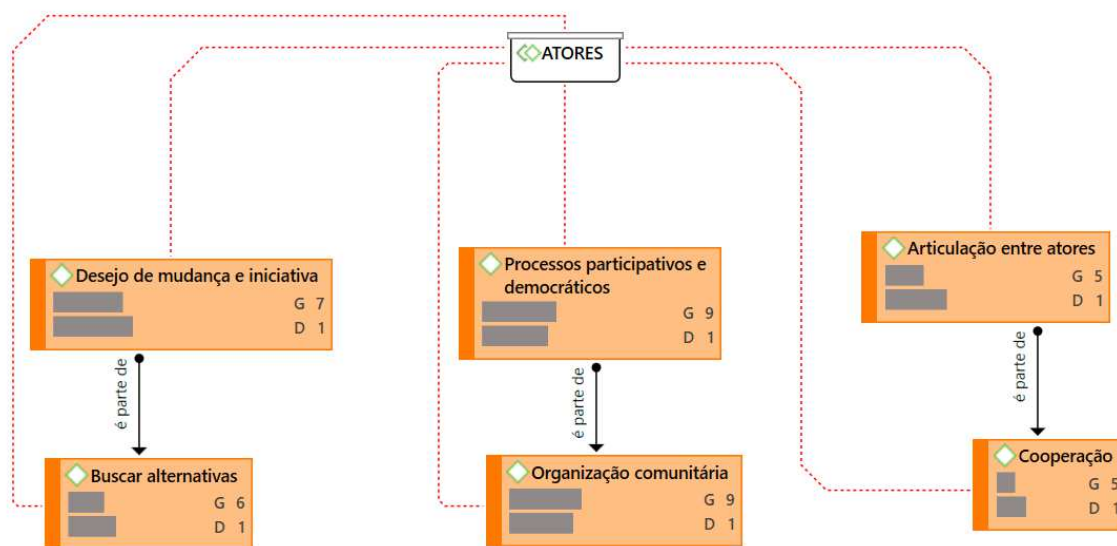 ATORES
Desejo de mudança e iniciativa
G 7
D 1
Processos participativos e
democráticos
G 9
D 1
Articulação entre atores
G 5
D 1
é parte de
é parte de
é parte de
Buscar alternativas
G 6
D 1
Organização comunitária
G 9
D 1
Cooperação
G 5
D 1